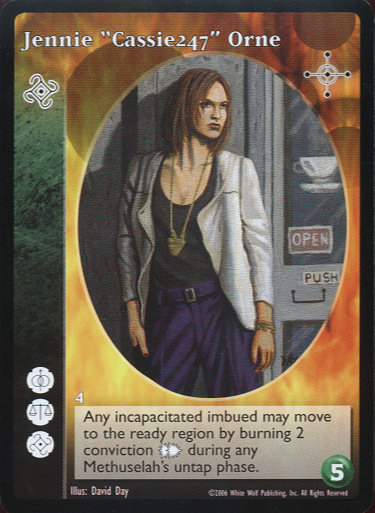 Jennie "Cassie247" Orne
OPEN
PUSH
4
Any incapacitated imbued may move
to the ready region by burning 2
conviction during any
Methuselah's untap phase.
5
Illus: David Day
©2006 White Wolf Publishing, Inc. All Rights Reserved